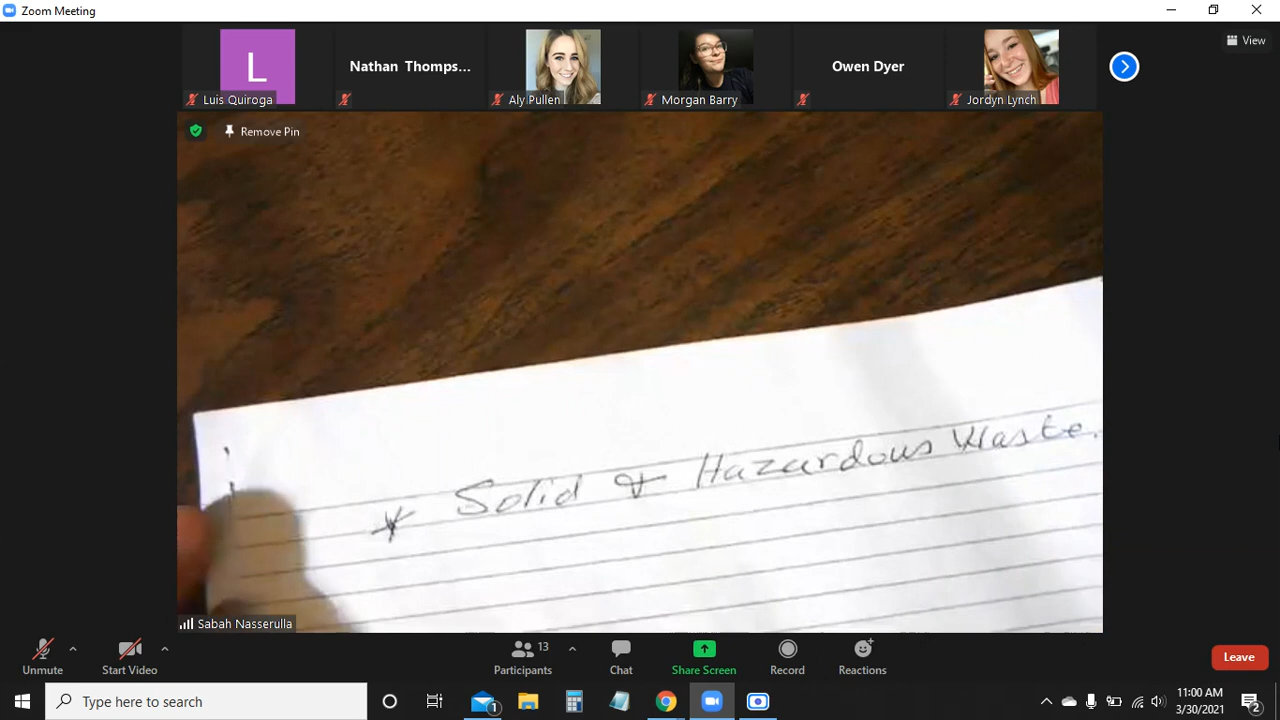 Zoom Meeting
View
L
Luis Quiroga
Nathan Thomps...
Aly Pullen
Morgan Barry
Owen Dyer
Jordyn Lynch
Remove Pin
* Solid & Hazardous Waste.
Sabah Nasserulla
Unmute
Start Video
Participants
13
Chat
Share Screen
Record
Reactions
Leave
Type here to search
1
11:00 AM
3/30/2021
2